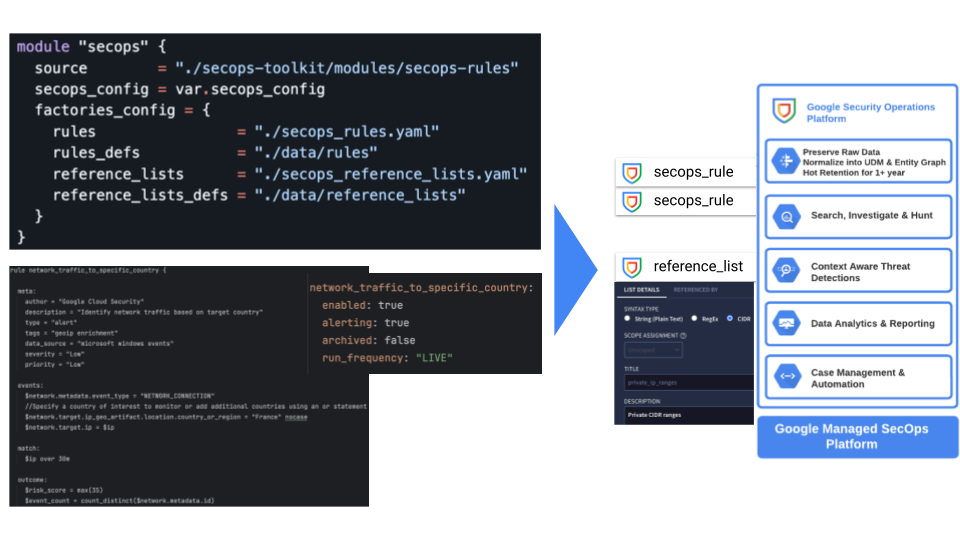 module "secops" {
source = "./secops-toolkit/modules/secops-rules"
secops_config = var.secops_config
factories_config = {
rules = "./secops_rules.yaml"
rules_defs = "./data/rules"
reference_lists = "./secops_reference_lists.yaml"
reference_lists_defs = "./data/reference_lists"
}
}
rule network_traffic_to_specific_country {
meta:
author = "Google Cloud Security"
description = "Identify network traffic based on target country"
type = "alert"
tags = "geoip enrichment"
data_source = "microsoft windows events"
severity = "Low"
priority = "Low"
events:
$network.metadata.event_type = "NETWORK_CONNECTION"
//Specify a country of interest to monitor or add additional countries using an or statement
$network.target.ip_geo_artifact.location.country_or_region = "France" nocase
$network.target.ip = $ip
match:
$ip over 30m
outcome:
$risk_score = max(35)
$event_count = count_distinct($network.metadata.id)
network_traffic_to_specific_country:
enabled: true
alerting: true
archived: false
run_frequency: "LIVE"
secops_rule
secops_rule
reference_list
LIST DETAILS REFERENCED BY
SYNTAX TYPE
String (Plain Text) RegEx CIDR
SCOPE ASSIGNMENT
TITLE
private_ip_ranges
DESCRIPTION
Private CIDR ranges
Google Security Operations
Platform
Preserve Raw Data
Normalize into UDM & Entity Graph
Hot Retention for 1+ year
Search, Investigate & Hunt
Context Aware Threat
Detections
Data Analytics & Reporting
Case Management &
Automation
Google Managed SecOps
Platform